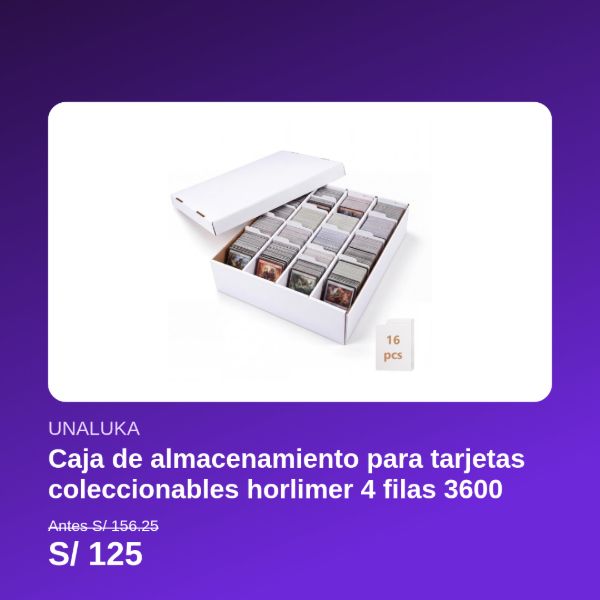 16
pcs
UNALUKA
Caja de almacenamiento para tarjetas
coleccionables horlimer 4 filas 3600
Antes S/ 156.25
S/ 125